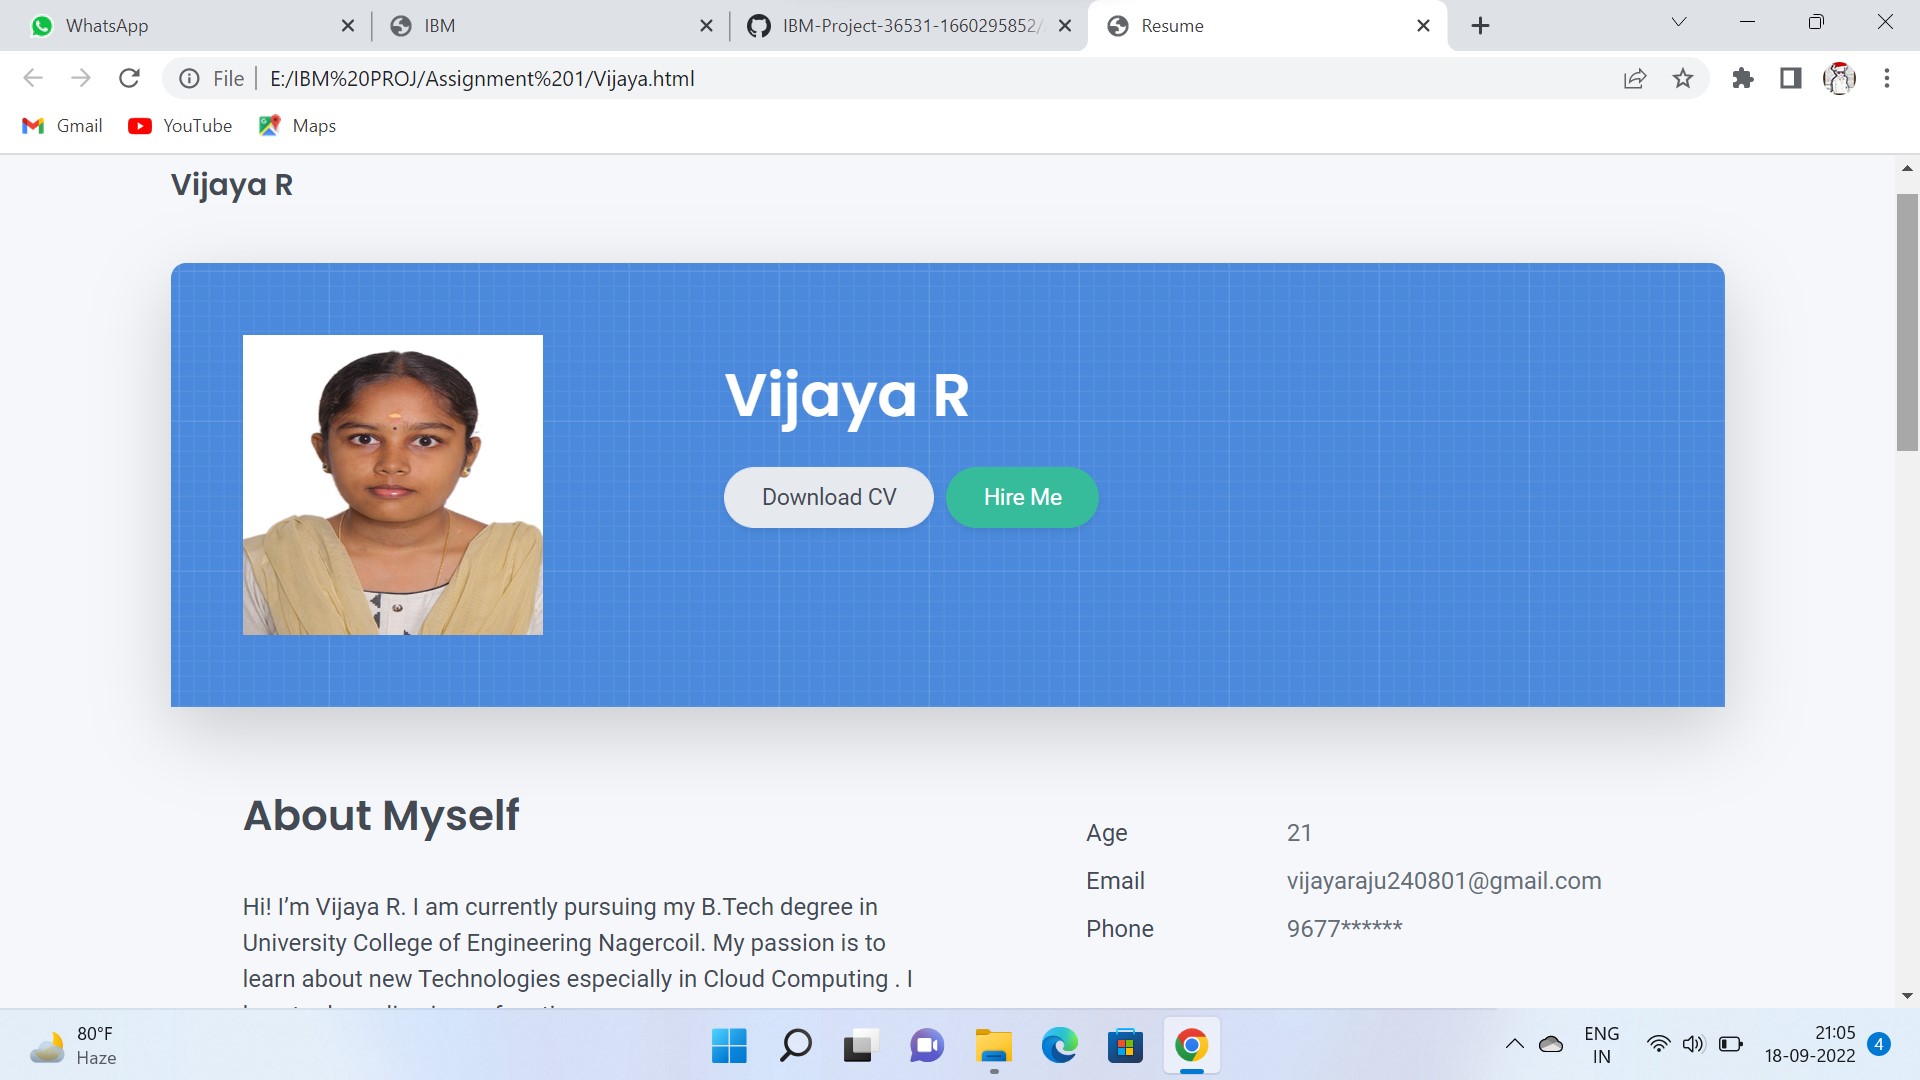 WhatsApp
IBM
IBM-Project-36531-1660295852/
Resume
File
E:/IBM%20PROJ/Assignment%201/Vijaya.html
Gmail
YouTube
Maps
Vijaya R
Vijaya R
Download CV
Hire Me
About Myself
Hi! I’m Vijaya R. I am currently pursuing my B.Tech degree in
University College of Engineering Nagercoil. My passion is to
learn about new Technologies especially in Cloud Computing . I
Age 21
Email vijayaraju240801@gmail.com
Phone 9677******
80°F
Haze
ENG
IN
21:05
18-09-2022
4